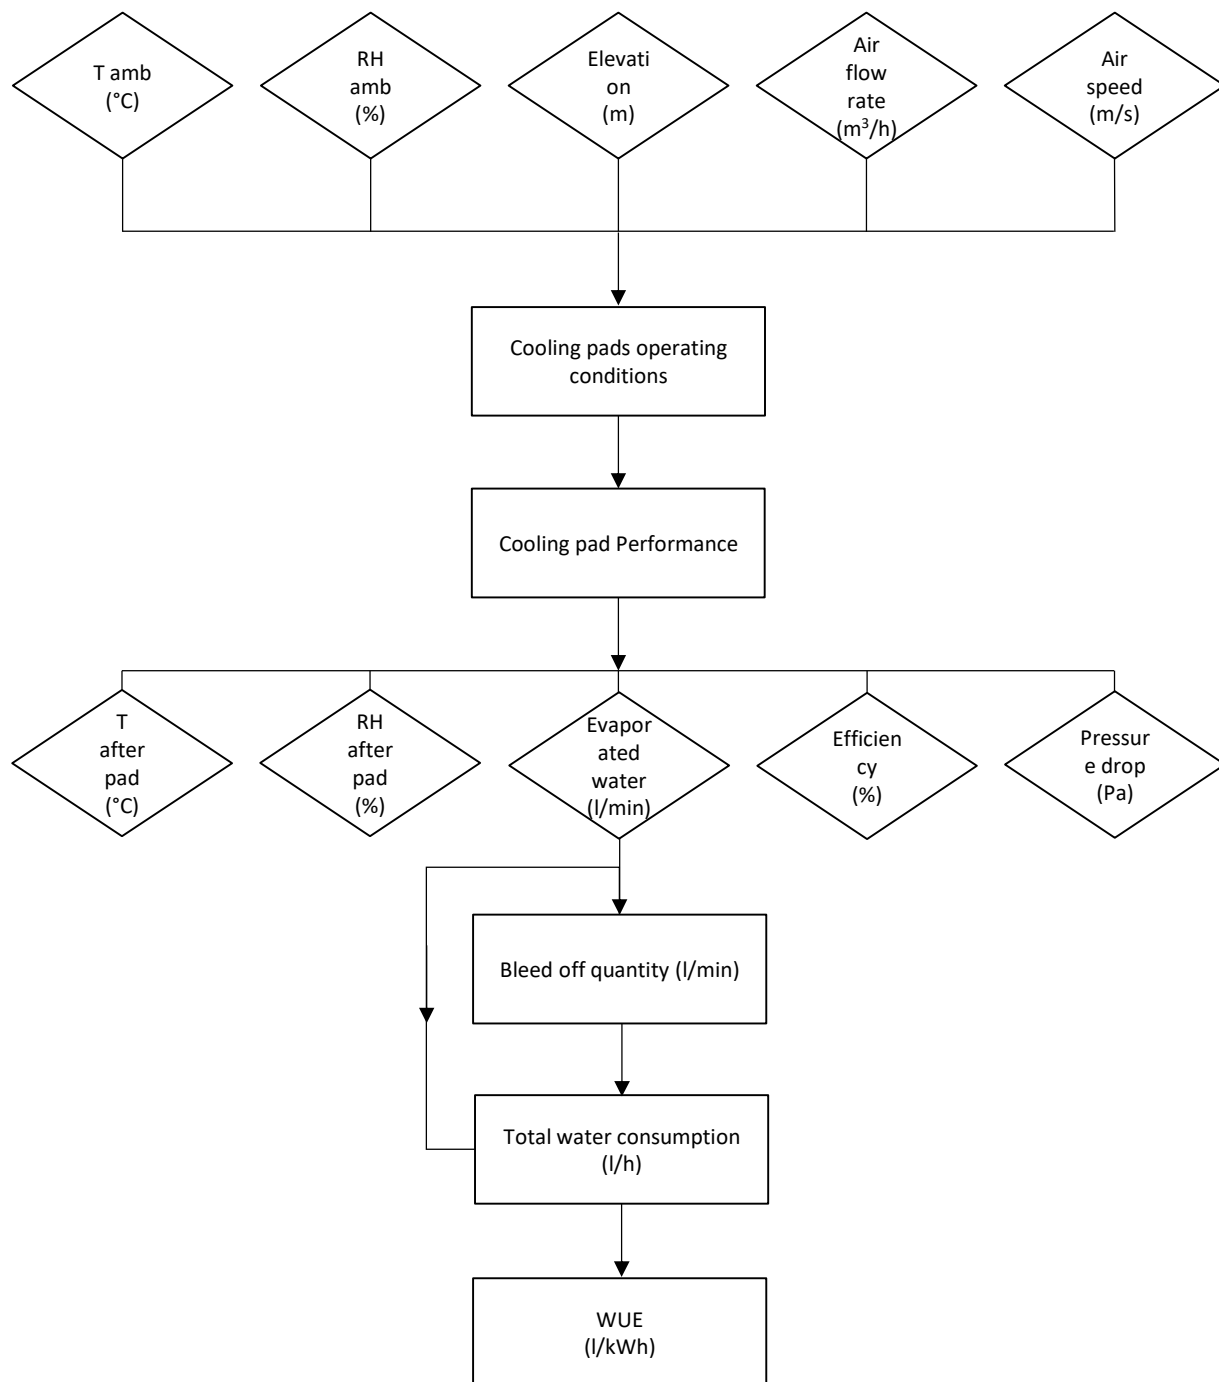 T amb
(°C)
RH
amb
(%)
Elevati
on
(m)
Air
flow
rate
(m³/h)
Air
speed
(m/s)
Cooling pads operating
conditions
Cooling pad Performance
T
after
pad
(°C)
RH
after
pad
(%)
Evapor
ated
water
(l/min)
Efficien
cy
(%)
Pressur
e drop
(Pa)
Bleed off quantity (l/min)
Total water consumption
(l/h)
WUE
(l/kWh)